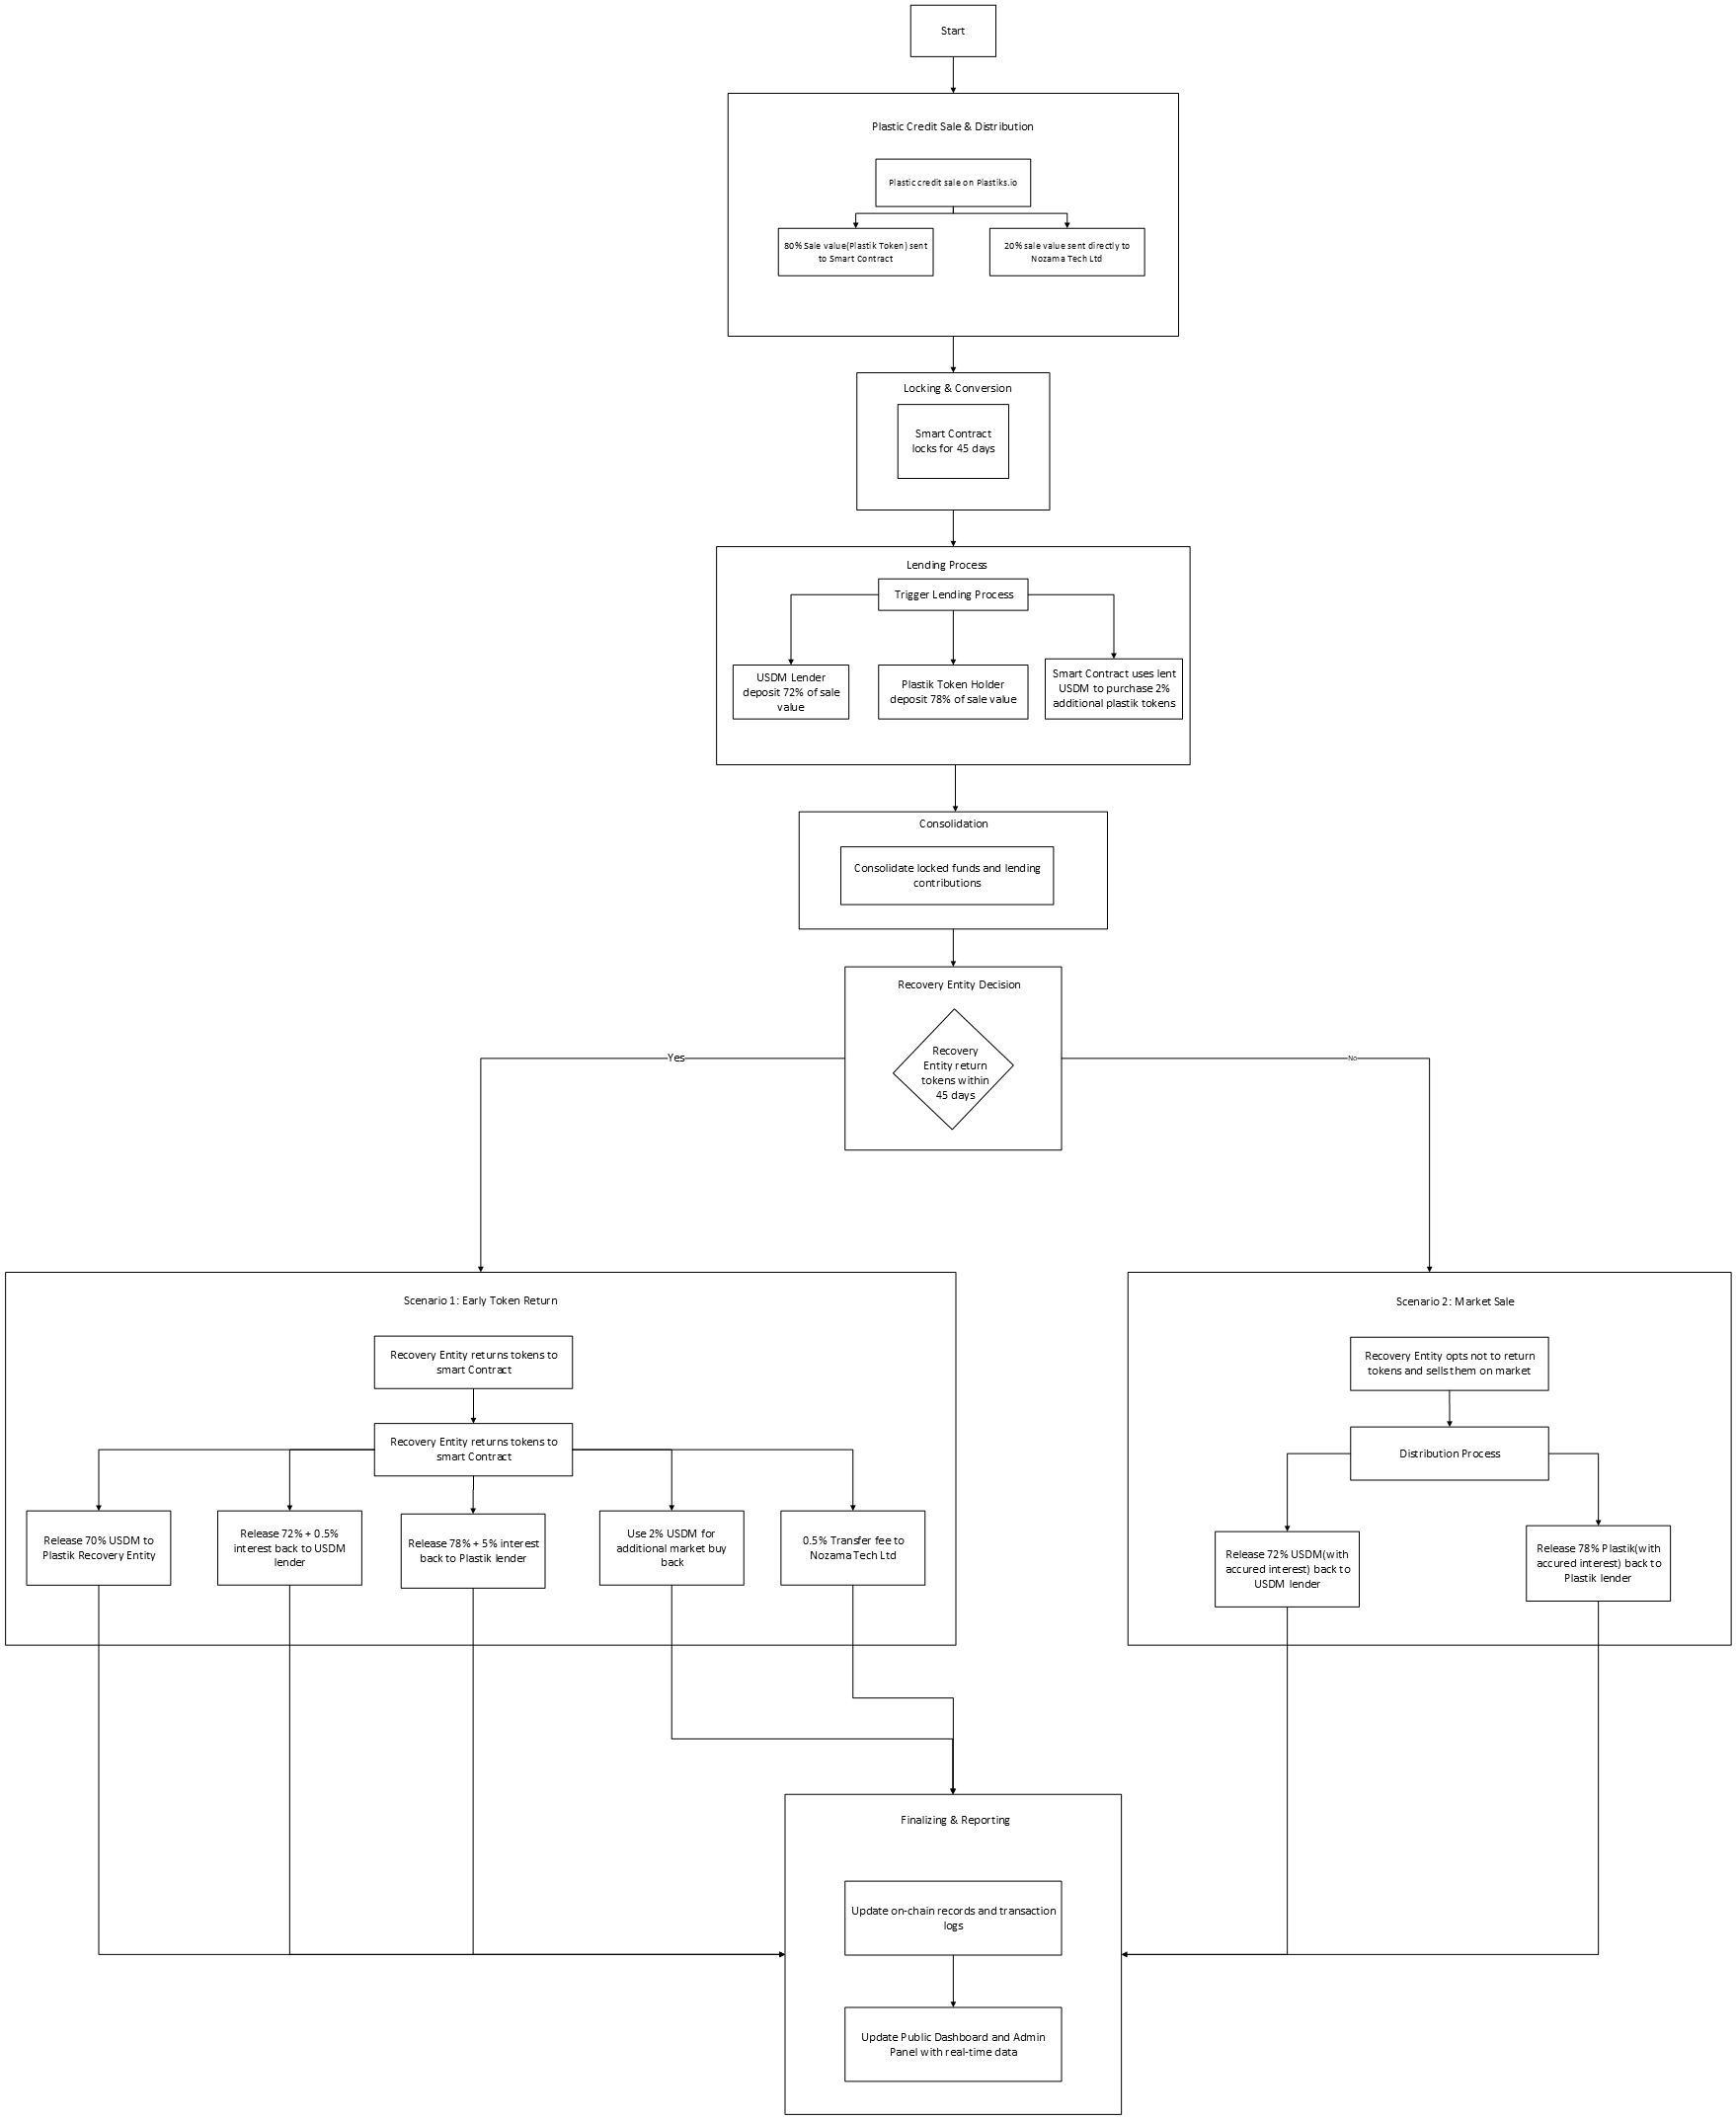 Start
Plastic Credit Sale & Distribution
Plastic credit sale on Plastiks.io
80% Sale value(Plastik Token) sent
to Smart Contract
20% sale value sent directly to
Nozama Tech Ltd
Locking & Conversion
Smart Contract
locks for 45 days
Lending Process
Trigger Lending Process
USDM Lender
deposit 72% of sale
value
Plastik Token Holder
deposit 78% of sale value
Smart Contract uses lent
USDM to purchase 2%
additional plastik tokens
Consolidation
Consolidate locked funds and lending
contributions
Recovery Entity Decision
Recovery
Entity return
tokens within
45 days
Yes
No
Scenario 1: Early Token Return
Recovery Entity returns tokens to
smart Contract
Recovery Entity returns tokens to
smart Contract
Release 70% USDM to
Plastik Recovery Entity
Release 72% + 0.5%
interest back to USDM
lender
Release 78% + 5% interest
back to Plastik lender
Use 2% USDM for
additional market buy
back
0.5% Transfer fee to
Nozama Tech Ltd
Scenario 2: Market Sale
Recovery Entity opts not to return
tokens and sells them on market
Distribution Process
Release 72% USDM(with
accured interest) back to
USDM lender
Release 78% Plastik(with
accured interest) back to
Plastik lender
Finalizing & Reporting
Update on-chain records and transaction
logs
Update Public Dashboard and Admin
Panel with real-time data